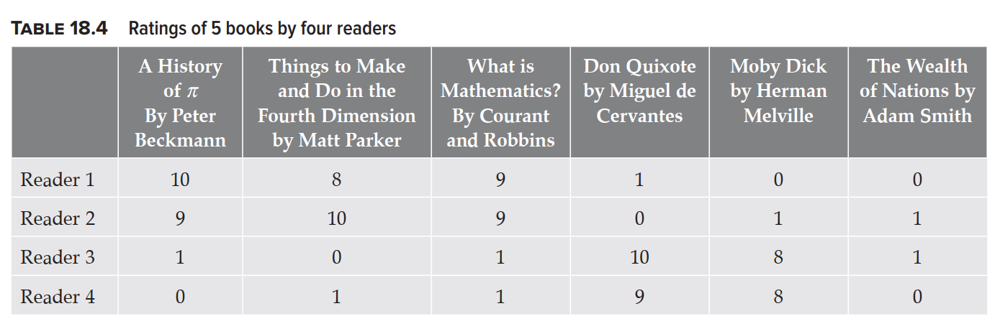 TABLE 18.4 Ratings of 5 books by four readers
A History of π By Peter Beckmann | Things to Make and Do in the Fourth Dimension by Matt Parker | What is Mathematics? By Courant and Robbins | Don Quixote by Miguel de Cervantes | Moby Dick by Herman Melville | The Wealth of Nations by Adam Smith
Reader 1 10 8 9 1 0 0
Reader 2 9 10 9 0 1 1
Reader 3 1 0 1 10 8 1
Reader 4 0 1 1 9 8 0